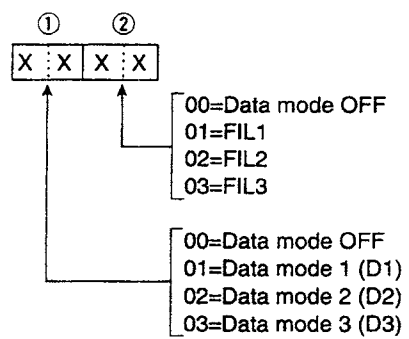 ① ②
X X X X
00=Data mode OFF
01=FIL1
02=FIL2
03=FIL3
00=Data mode OFF
01=Data mode 1 (D1)
02=Data mode 2 (D2)
03=Data mode 3 (D3)